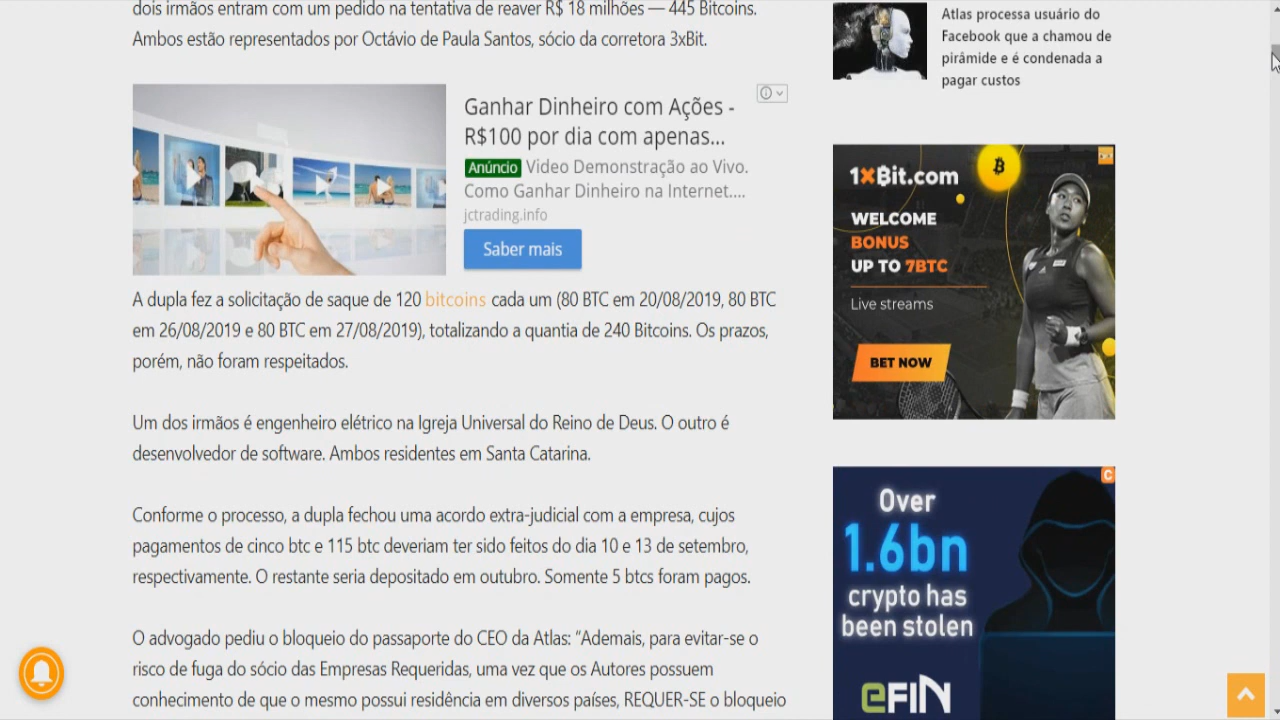 dois irmãos entram com um pedido na tentativa de reaver R$ 18 milhões — 445 Bitcoins.
Ambos estão representados por Octávio de Paula Santos, sócio da corretora 3xBit.
Ganhar Dinheiro com Ações -
R$100 por dia com apenas...
Anúncio Video Demonstração ao Vivo.
Como Ganhar Dinheiro na Internet....
jctrading.info
Saber mais
A dupla fez a solicitação de saque de 120 bitcoins cada um (80 BTC em 20/08/2019, 80 BTC
em 26/08/2019 e 80 BTC em 27/08/2019), totalizando a quantia de 240 Bitcoins. Os prazos,
porém, não foram respeitados.
Um dos irmãos é engenheiro elétrico na Igreja Universal do Reino de Deus. O outro é
desenvolvedor de software. Ambos residentes em Santa Catarina.
Conforme o processo, a dupla fechou uma acordo extra-judicial com a empresa, cujos
pagamentos de cinco btc e 115 btc deveriam ter sido feitos do dia 10 e 13 de setembro,
respectivamente. O restante seria depositado em outubro. Somente 5 btcs foram pagos.
O advogado pediu o bloqueio do passaporte do CEO da Atlas: “Ademais, para evitar-se o
risco de fuga do sócio das Empresas Requeridas, uma vez que os Autores possuem
conhecimento de que o mesmo possui residência em diversos países, REQUER-SE o bloqueio
Atlas processa usuário do
Facebook que a chamou de
pirâmide e é condenada a
pagar custos
1xBit.com
WELCOME
BONUS
UP TO 7BTC
Live streams
BET NOW
Over
1.6bn
crypto has
been stolen
eFIN